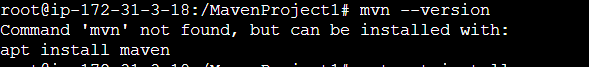 root@ip-172-31-3-18:/MavenProject1# mvn --version
Command 'mvn' not found, but can be installed with:
apt install maven